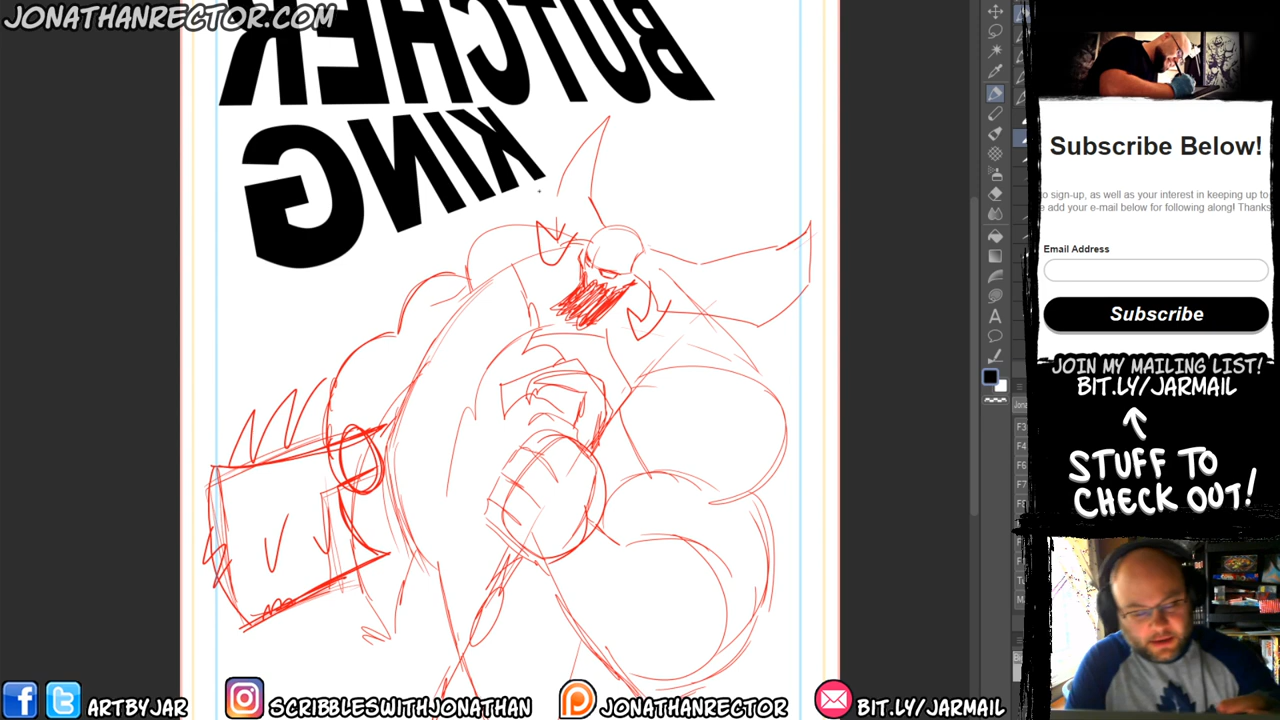 JONATHANRECTOR.COM
BUTCHER
KING
Subscribe Below!
o sign-up, as well as your interest in keeping up to
e add your e-mail below for following along! Thanks
Email Address
Subscribe
JOIN MY MAILING LIST!
BIT.LY/JARMAIL
STUFF TO
CHECK OUT!
ARTBYJAR
SCRIBBLESWITHJONATHAN
JONATHANRECTOR
BIT.LY/JARMAIL